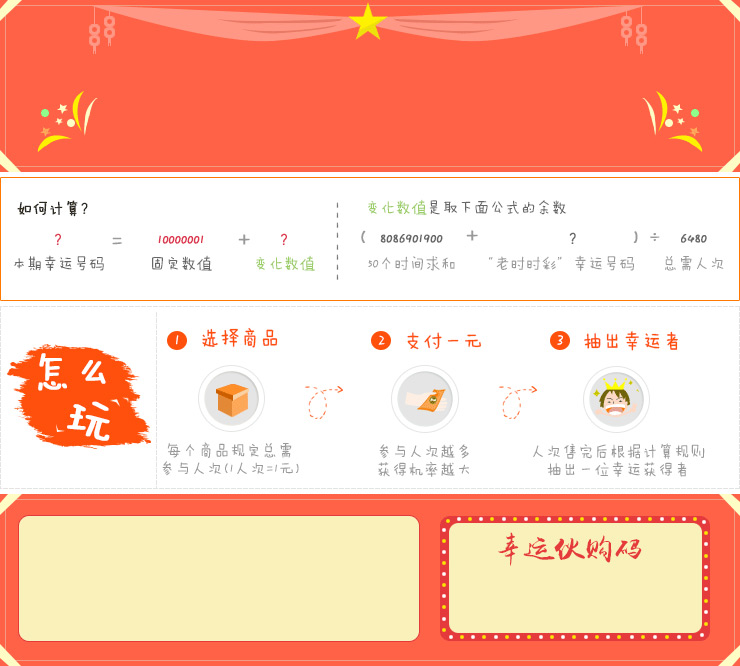 如何计算?
? = 10000001 + ?
本期幸运号码 固定数值 变化数值
变化数值是取下面公式的余数
( 8086901900 + ? ) ÷ 6480
50个时间求和 “老时时彩” 幸运号码 总需人次
怎么
玩
1 选择商品
每个商品规定总需
参与人次(1人次=1元)
2 支付一元
参与人次越多
获得机率越大
3 抽出幸运者
人次售完后根据计算规则
抽出一位幸运获得者
幸运伙购码